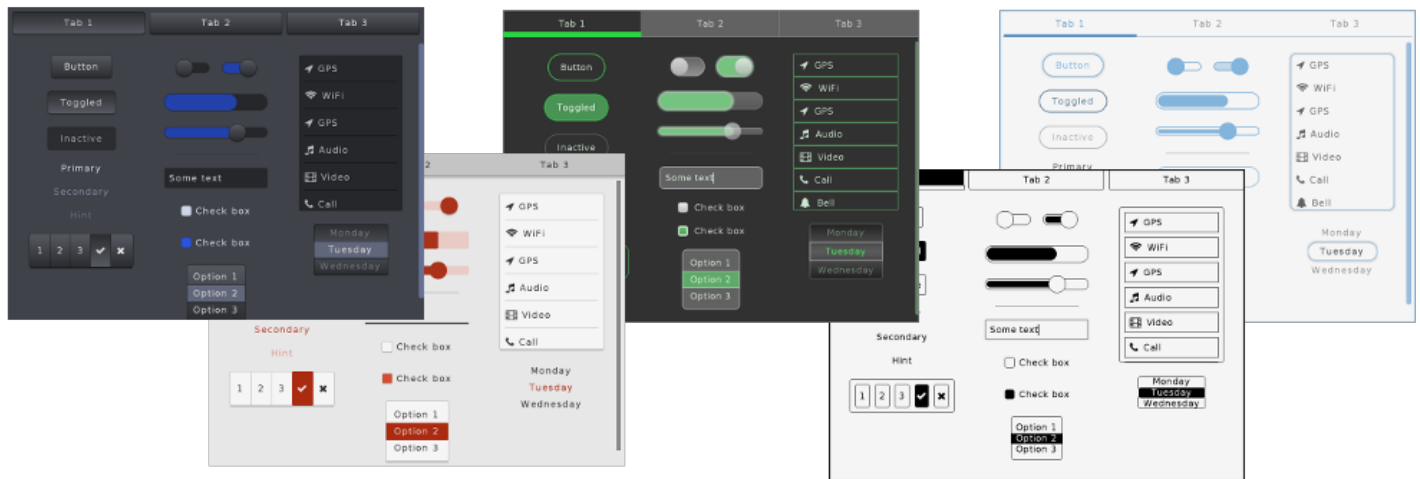 Tab 1
Tab 2
Tab 3
Button
Toggled
Inactive
Primary
Secondary
Hint
1 2 3
Some text
Check box
Check box
Option 1
Option 2
Option 3
GPS
WiFi
GPS
Audio
Video
Call
Monday
Tuesday
Wednesday
2
Tab 3
Secondary
Hint
1 2 3
Check box
Check box
Option 1
Option 2
Option 3
GPS
WiFi
GPS
Audio
Video
Call
Monday
Tuesday
Wednesday
Tab 1
Tab 2
Tab 3
Button
Toggled
Inactive
Some text
Check box
Check box
Option 1
Option 2
Option 3
GPS
WiFi
GPS
Audio
Video
Call
Bell
Monday
Tuesday
Wednesday
Tab 2
Tab 3
Secondary
Hint
1 2 3
Some text
Check box
Check box
Option 1
Option 2
Option 3
GPS
WiFi
GPS
Audio
Video
Call
Monday
Tuesday
Wednesday
Tab 1
Tab 2
Tab 3
Button
Toggled
Inactive
Primary
GPS
WiFi
GPS
Audio
Video
Call
Bell
Monday
Tuesday
Wednesday